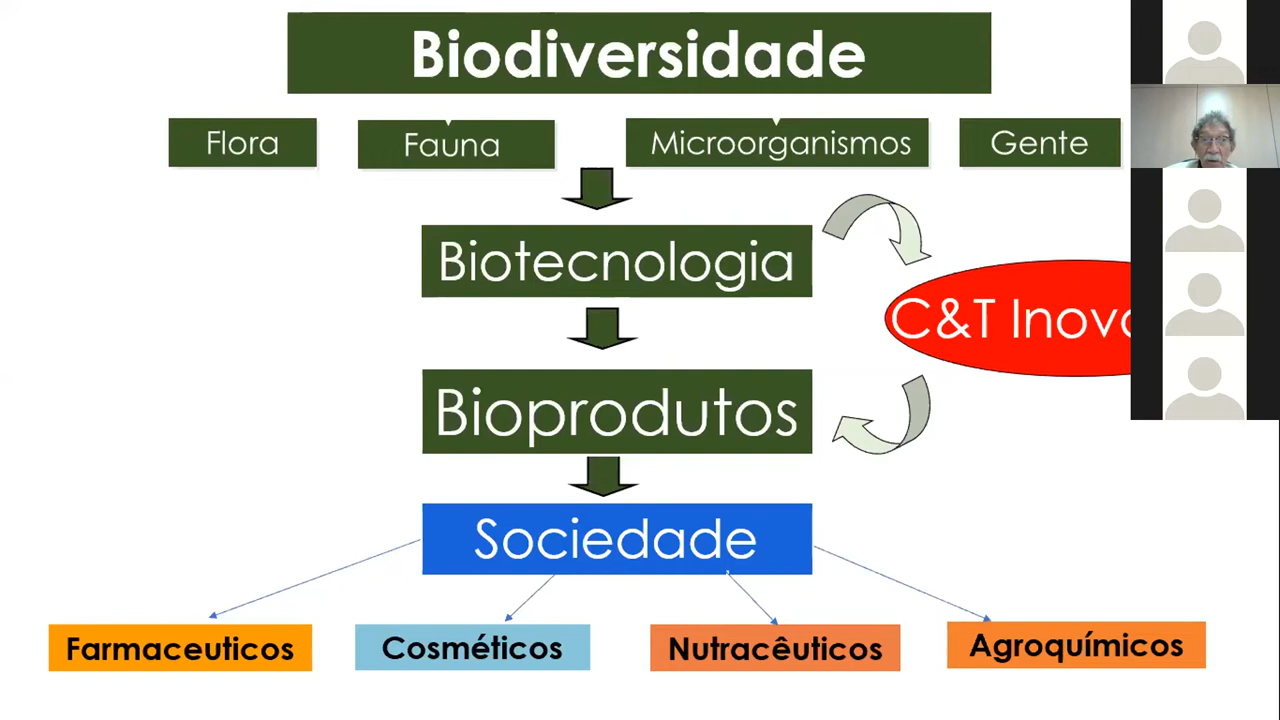 Biodiversidade
Flora
Fauna
Microorganismos
Gente
Biotecnologia
C&T
Bioprodutos
Sociedade
Farmaceuticos
Cosméticos
Nutracêuticos
Agroquímicos